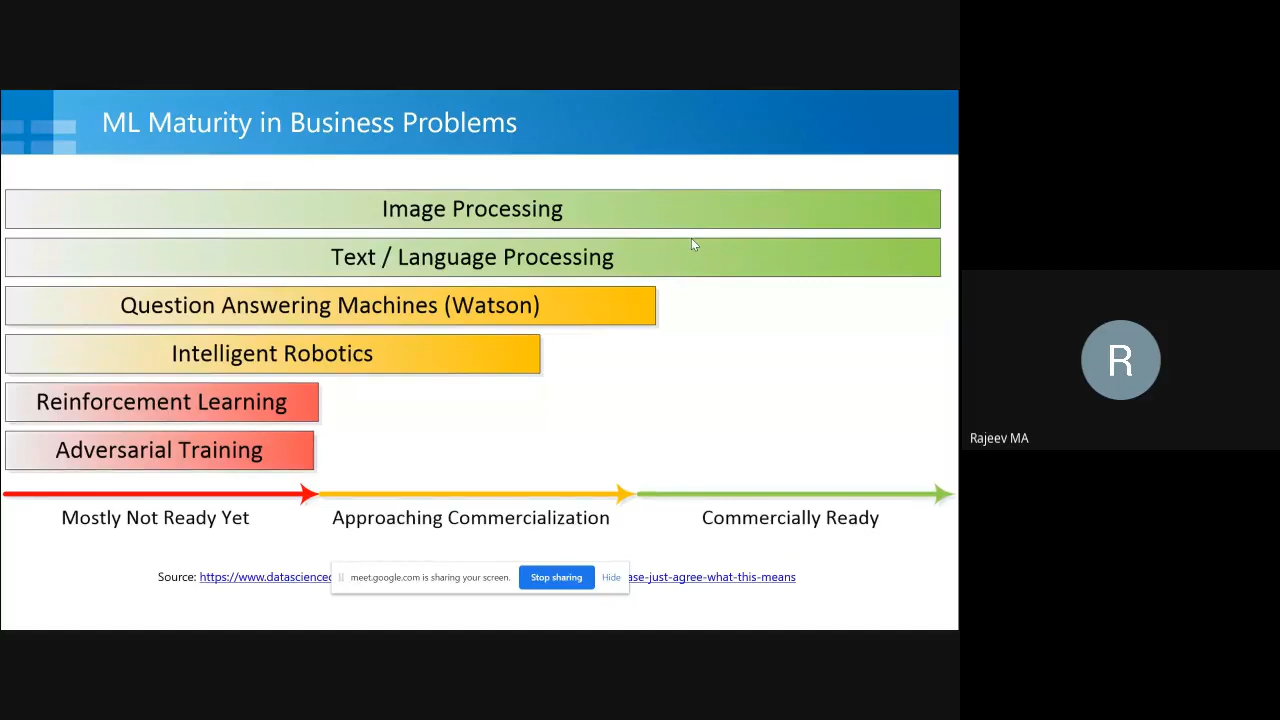 ML Maturity in Business Problems
Image Processing
Text / Language Processing
Question Answering Machines (Watson)
Intelligent Robotics
Reinforcement Learning
Adversarial Training
Mostly Not Ready Yet Approaching Commercialization Commercially Ready
Source: https://www.datascience ase-just-agree-what-this-means
meet.google.com is sharing your screen. Stop sharing Hide
R
Rajeev MA